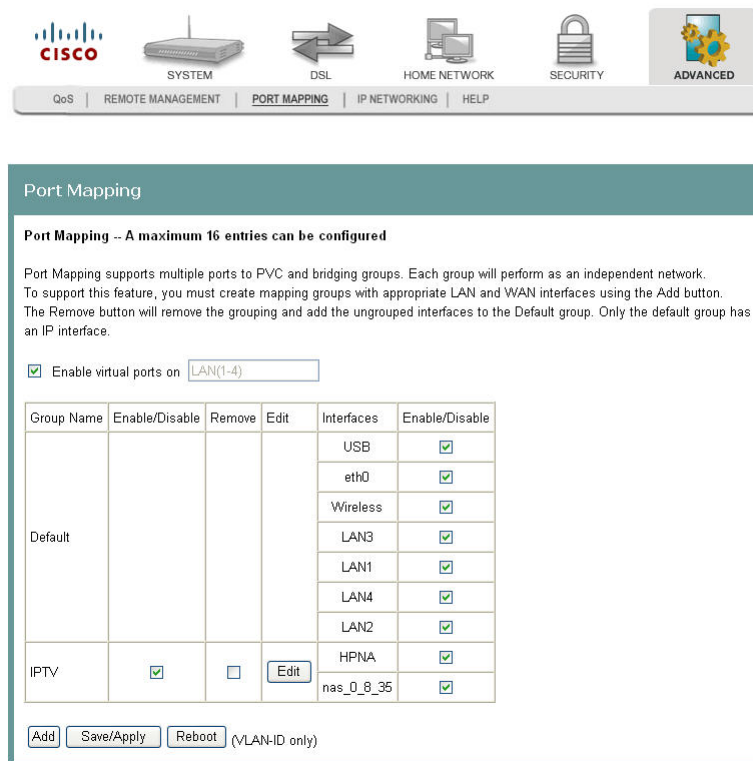 CISCO
SYSTEM DSL HOME NETWORK SECURITY ADVANCED
QoS | REMOTE MANAGEMENT | PORT MAPPING | IP NETWORKING | HELP
Port Mapping
Port Mapping -- A maximum 16 entries can be configured
Port Mapping supports multiple ports to PVC and bridging groups. Each group will perform as an independent network.
To support this feature, you must create mapping groups with appropriate LAN and WAN interfaces using the Add button.
The Remove button will remove the grouping and add the ungrouped interfaces to the Default group. Only the default group has
an IP interface.
Enable virtual ports on LAN(1-4)
Group Name Enable/Disable Remove Edit Interfaces Enable/Disable
USB
eth0
Wireless
Default LAN3
LAN1
LAN4
LAN2
IPTV Edit HPNA
nas_0_8_35
Add Save/Apply Reboot (VLAN-ID only)